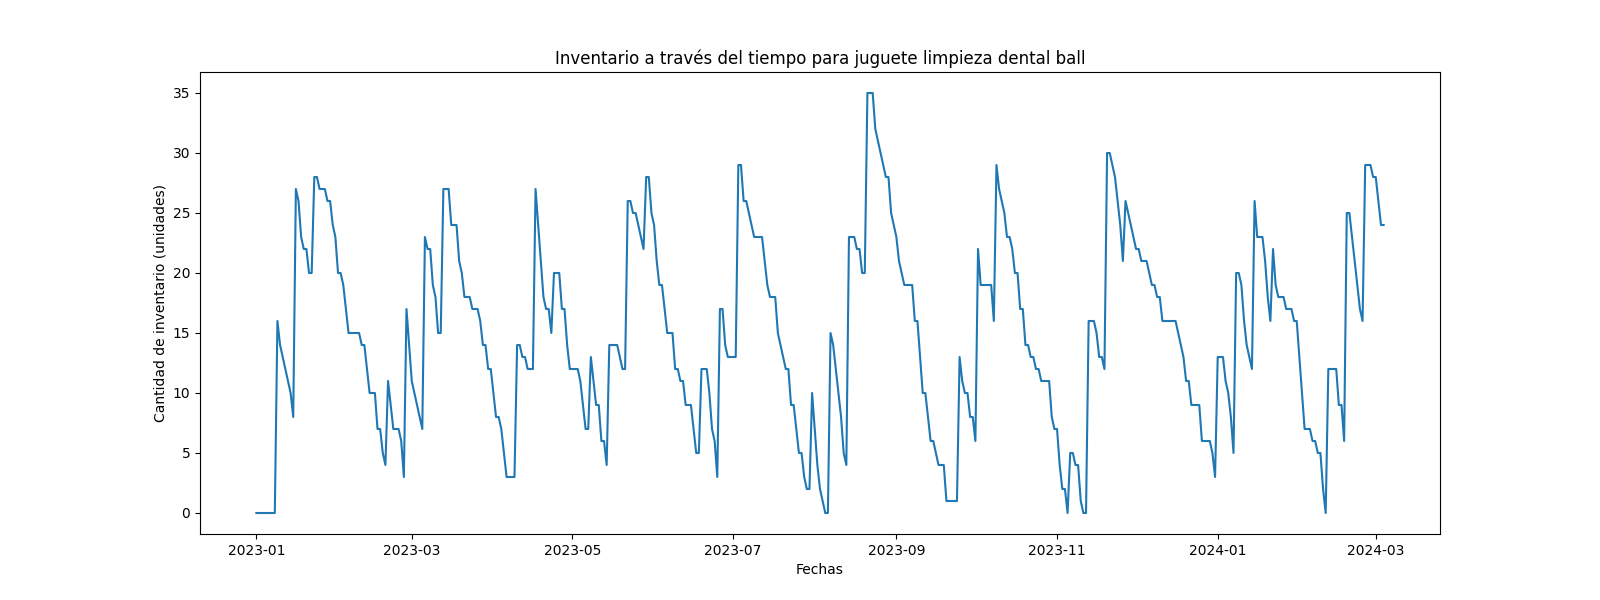 Inventario a través del tiempo para juguete limpieza dental ball
Cantidad de inventario (unidades)
35
30
25
20
15
10
5
0
2023-01 2023-03 2023-05 2023-07 2023-09 2023-11 2024-01 2024-03
Fechas